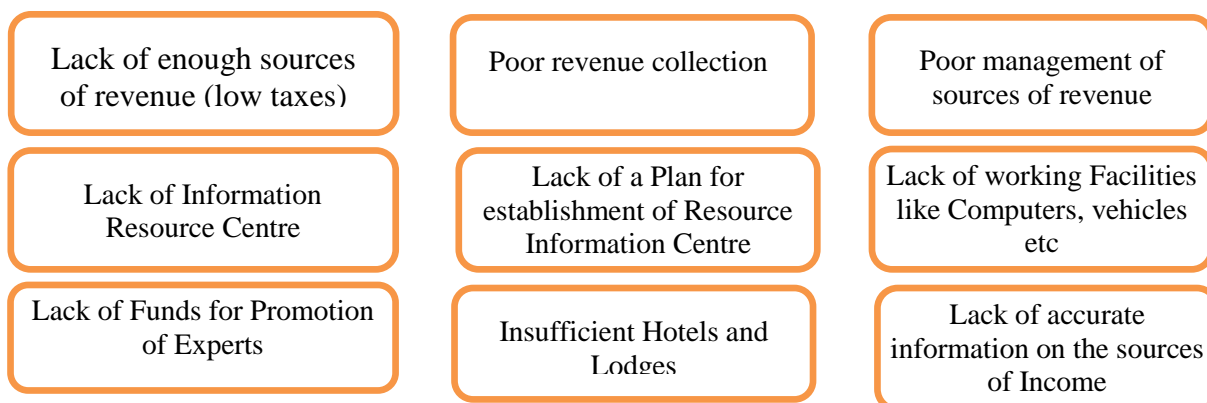 Lack of enough sources
of revenue (low taxes)
Poor revenue collection
Poor management of
sources of revenue
Lack of Information
Resource Centre
Lack of a Plan for
establishment of Resource
Information Centre
Lack of working Facilities
like Computers, vehicles
etc
Lack of Funds for Promotion
of Experts
Insufficient Hotels and
Lodges
Lack of accurate
information on the sources
of Income